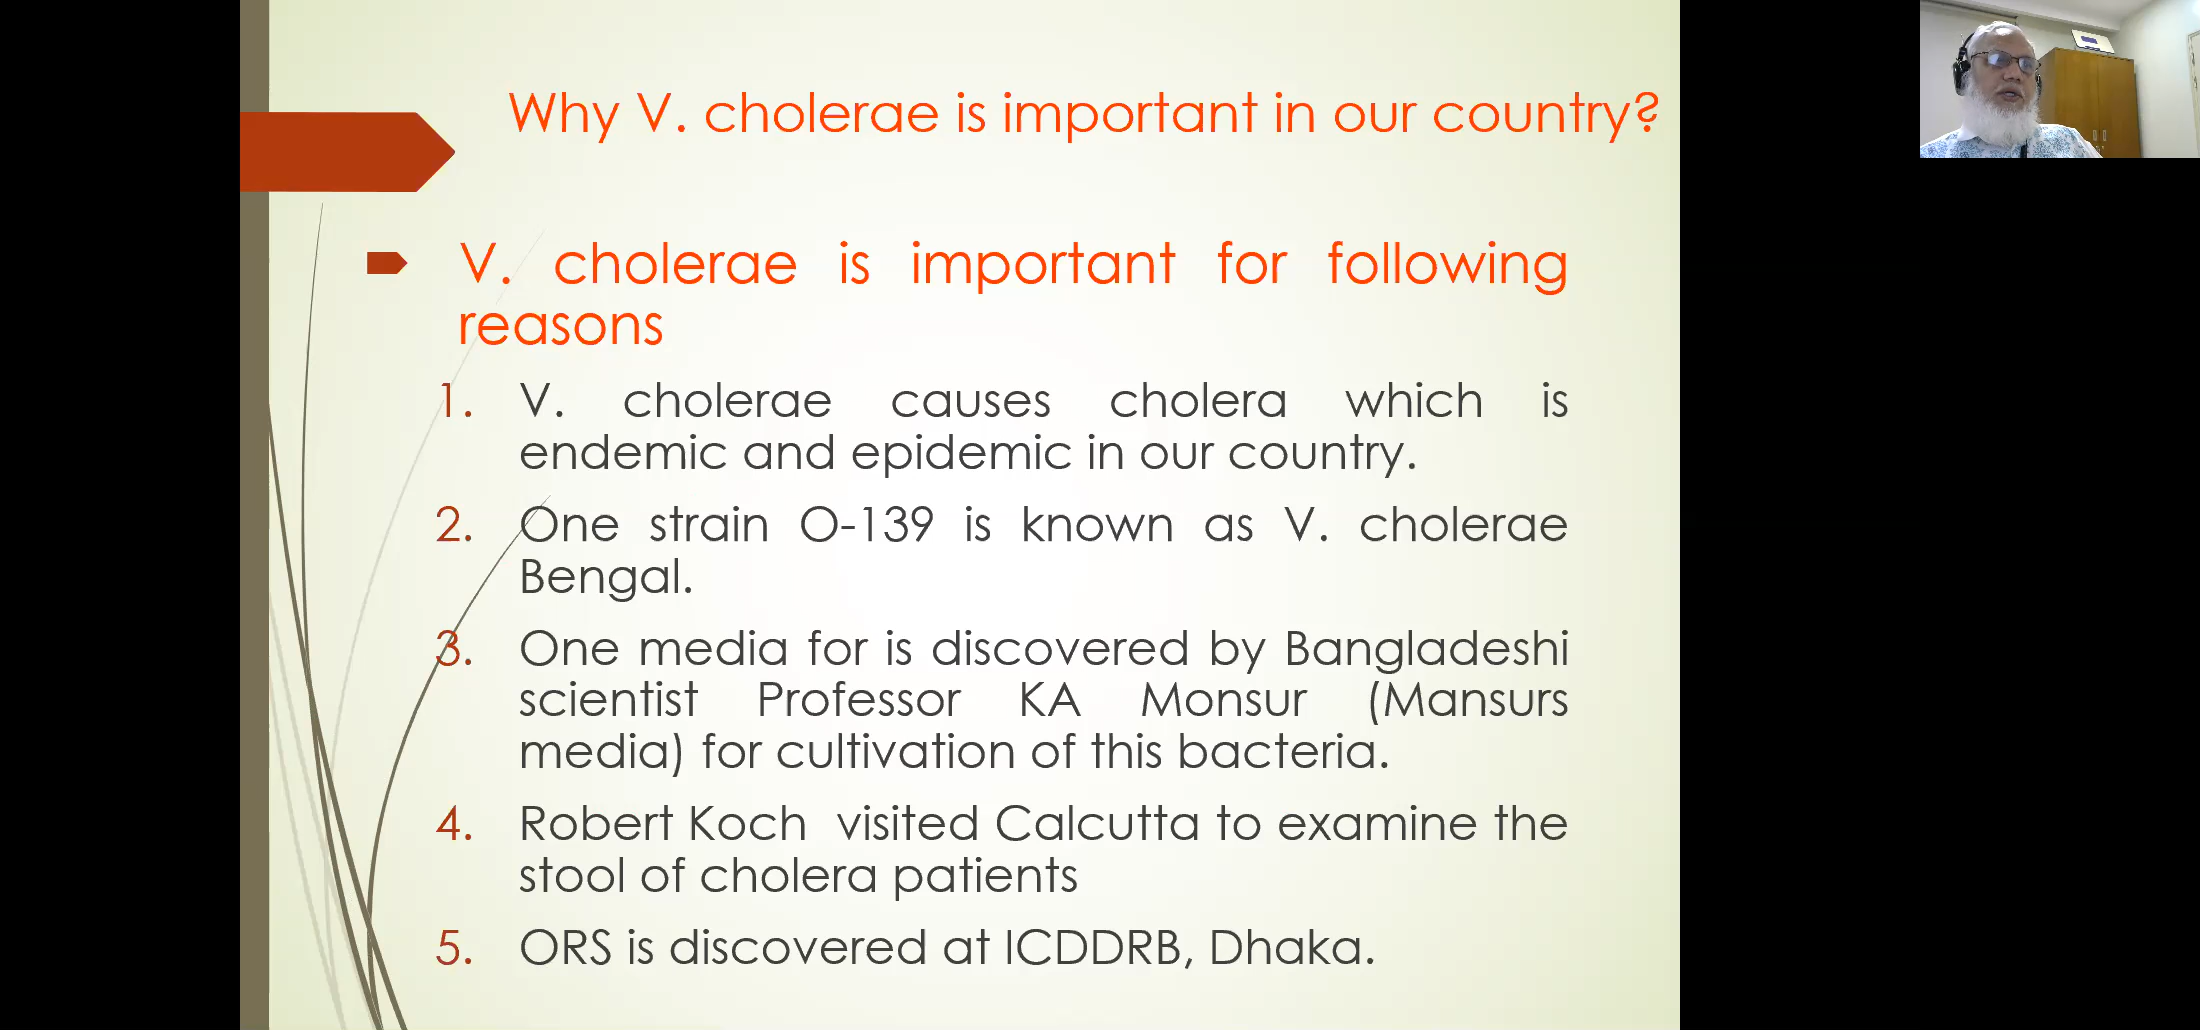 Why V. cholerae is important in our country?
V. cholerae is important for following
reasons
1. V. cholerae causes cholera which is
endemic and epidemic in our country.
2. One strain O-139 is known as V. cholerae
Bengal.
3. One media for is discovered by Bangladeshi
scientist Professor KA Monsur (Mansurs
media) for cultivation of this bacteria.
4. Robert Koch visited Calcutta to examine the
stool of cholera patients
5. ORS is discovered at ICDDRB, Dhaka.